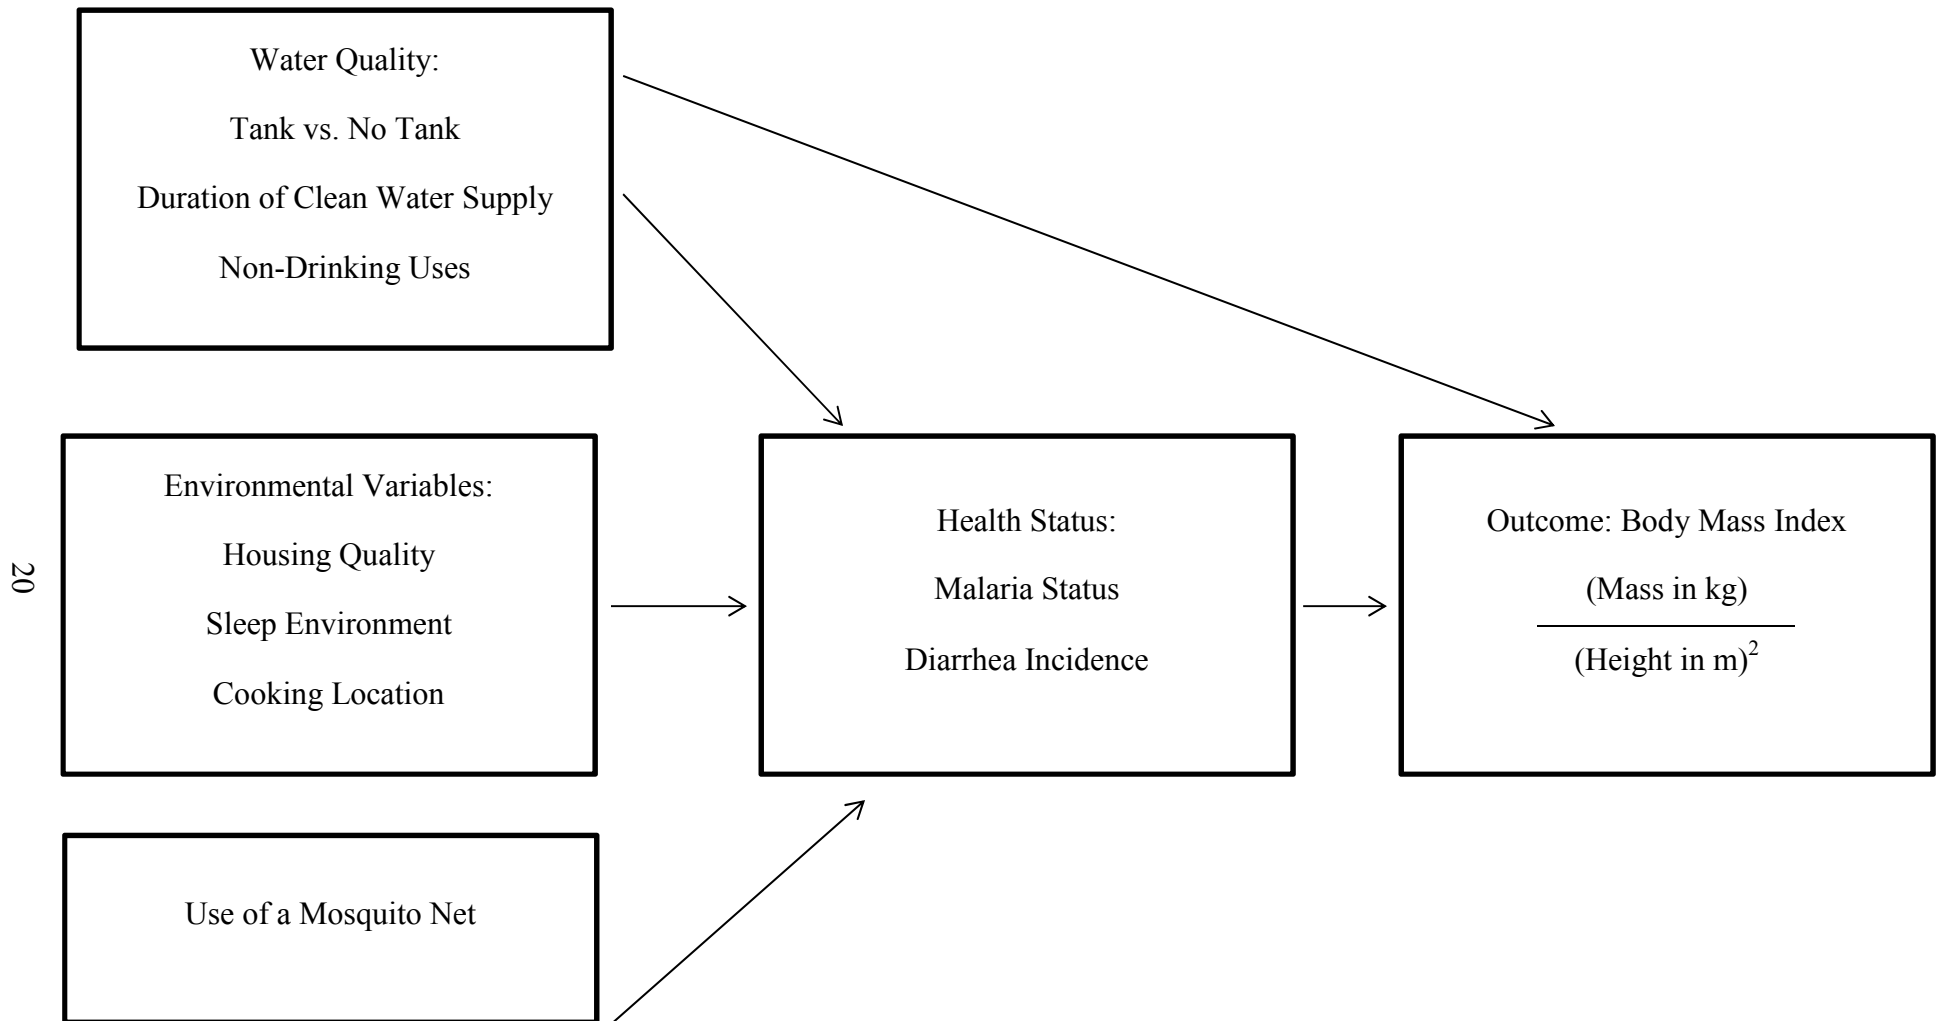 Water Quality:
Tank vs. No Tank
Duration of Clean Water Supply
Non-Drinking Uses
Environmental Variables:
Housing Quality
Sleep Environment
Cooking Location
Use of a Mosquito Net
Health Status:
Malaria Status
Diarrhea Incidence
Outcome: Body Mass Index
(Mass in kg)
(Height in m)²
20